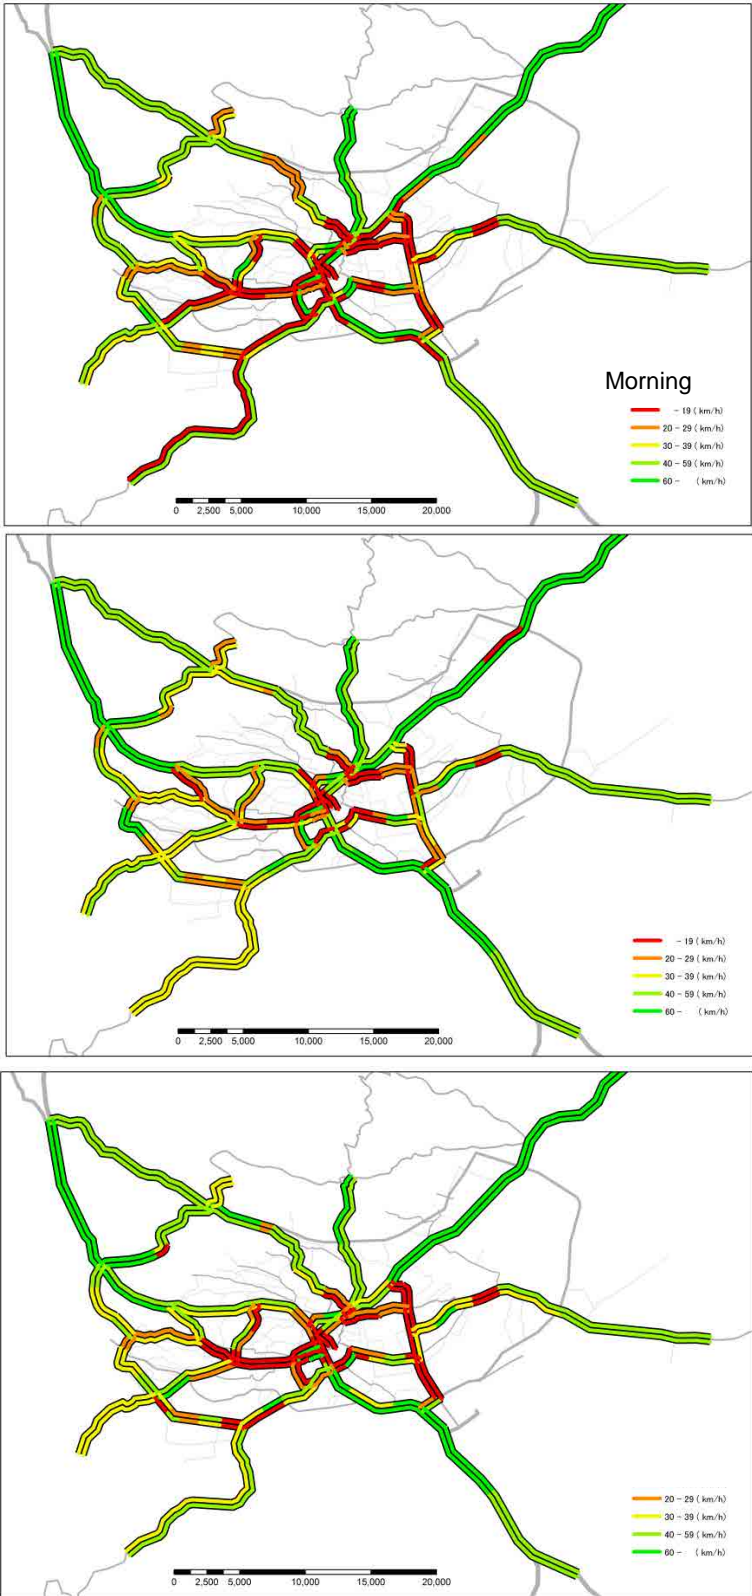 Morning
- 19 ( km/h)
20 - 29 ( km/h)
30 - 39 ( km/h)
40 - 59 ( km/h)
60 - ( km/h)
0 2,500 5,000 10,000 15,000 20,000
- 19 ( km/h)
20 - 29 ( km/h)
30 - 39 ( km/h)
40 - 59 ( km/h)
60 - ( km/h)
0 2,500 5,000 10,000 15,000 20,000
20 - 29 ( km/h)
30 - 39 ( km/h)
40 - 59 ( km/h)
60 - ( km/h)
0 2,500 5,000 10,000 15,000 20,000